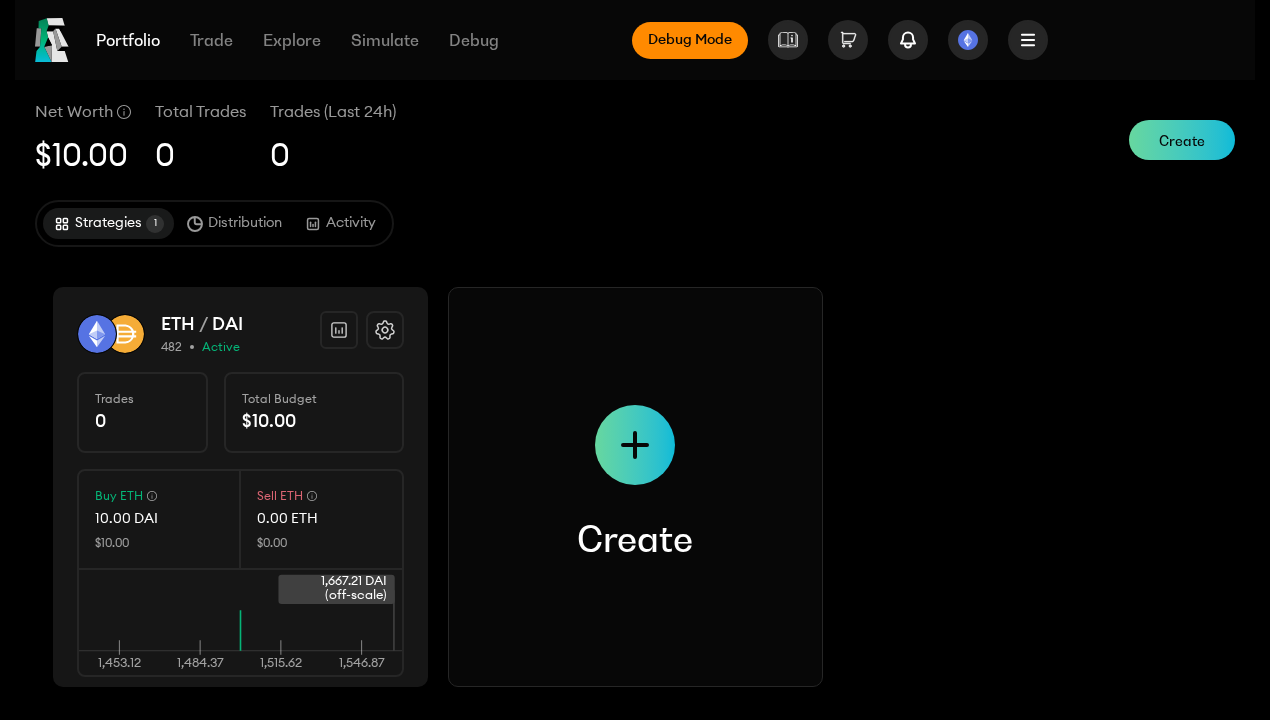 Portfolio
Trade
Explore
Simulate
Debug
Debug Mode
Net Worth
Total Trades
Trades (Last 24h)
$10.00
0
0
Create
Strategies 1
Distribution
Activity
ETH / DAI
482 • Active
Trades
0
Total Budget
$10.00
Buy ETH
10.00 DAI
$10.00
Sell ETH
0.00 ETH
$0.00
1,667.21 DAI
(off-scale)
1,453.12
1,484.37
1,515.62
1,546.87
Create